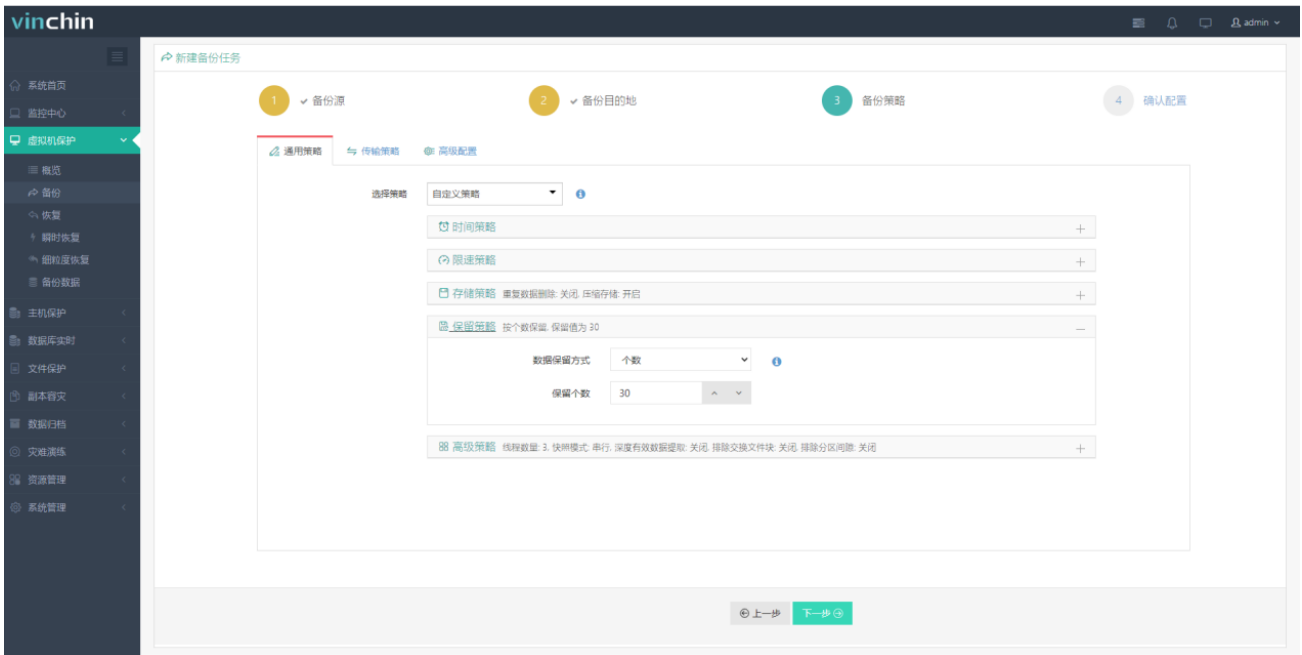 vinchin
admin
新建备份任务
系统首页
监控中心
虚拟机保护
概览
备份
恢复
瞬时恢复
细粒度恢复
备份数据
主机保护
数据库实时
文件保护
副本容灾
数据归档
灾难演练
资源管理
系统管理
1 备份源
2 备份目的地
3 备份策略
4 确认配置
通用策略 传输策略 高级配置
选择策略 自定义策略
时间策略
限速策略
存储策略 重复数据删除: 关闭, 压缩存储: 开启
保留策略 按个数保留, 保留值为 30
数据保留方式 个数
保留个数 30
高级策略 线程数量: 3, 快照模式: 串行, 深度有效数据提取: 关闭, 排除交换文件块: 关闭, 排除分区间隙: 关闭
上一步 下一步